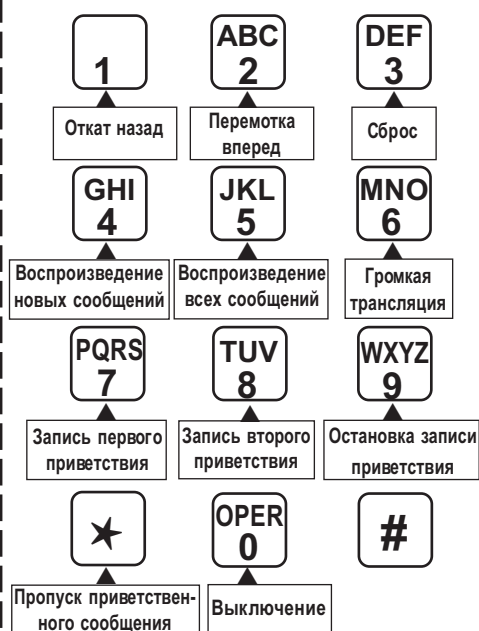 ABC DEF
1 2 3
Откат назад Перемотка вперед Сброс
GHI JKL MNO
4 5 6
Воспроизведение новых сообщений Воспроизведение всех сообщений Громкая трансляция
PQRS TUV WXYZ
7 8 9
Запись первого приветствия Запись второго приветствия Остановка записи приветствия
* OPER #
0
Пропуск приветствен-
ного сообщения
Выключение